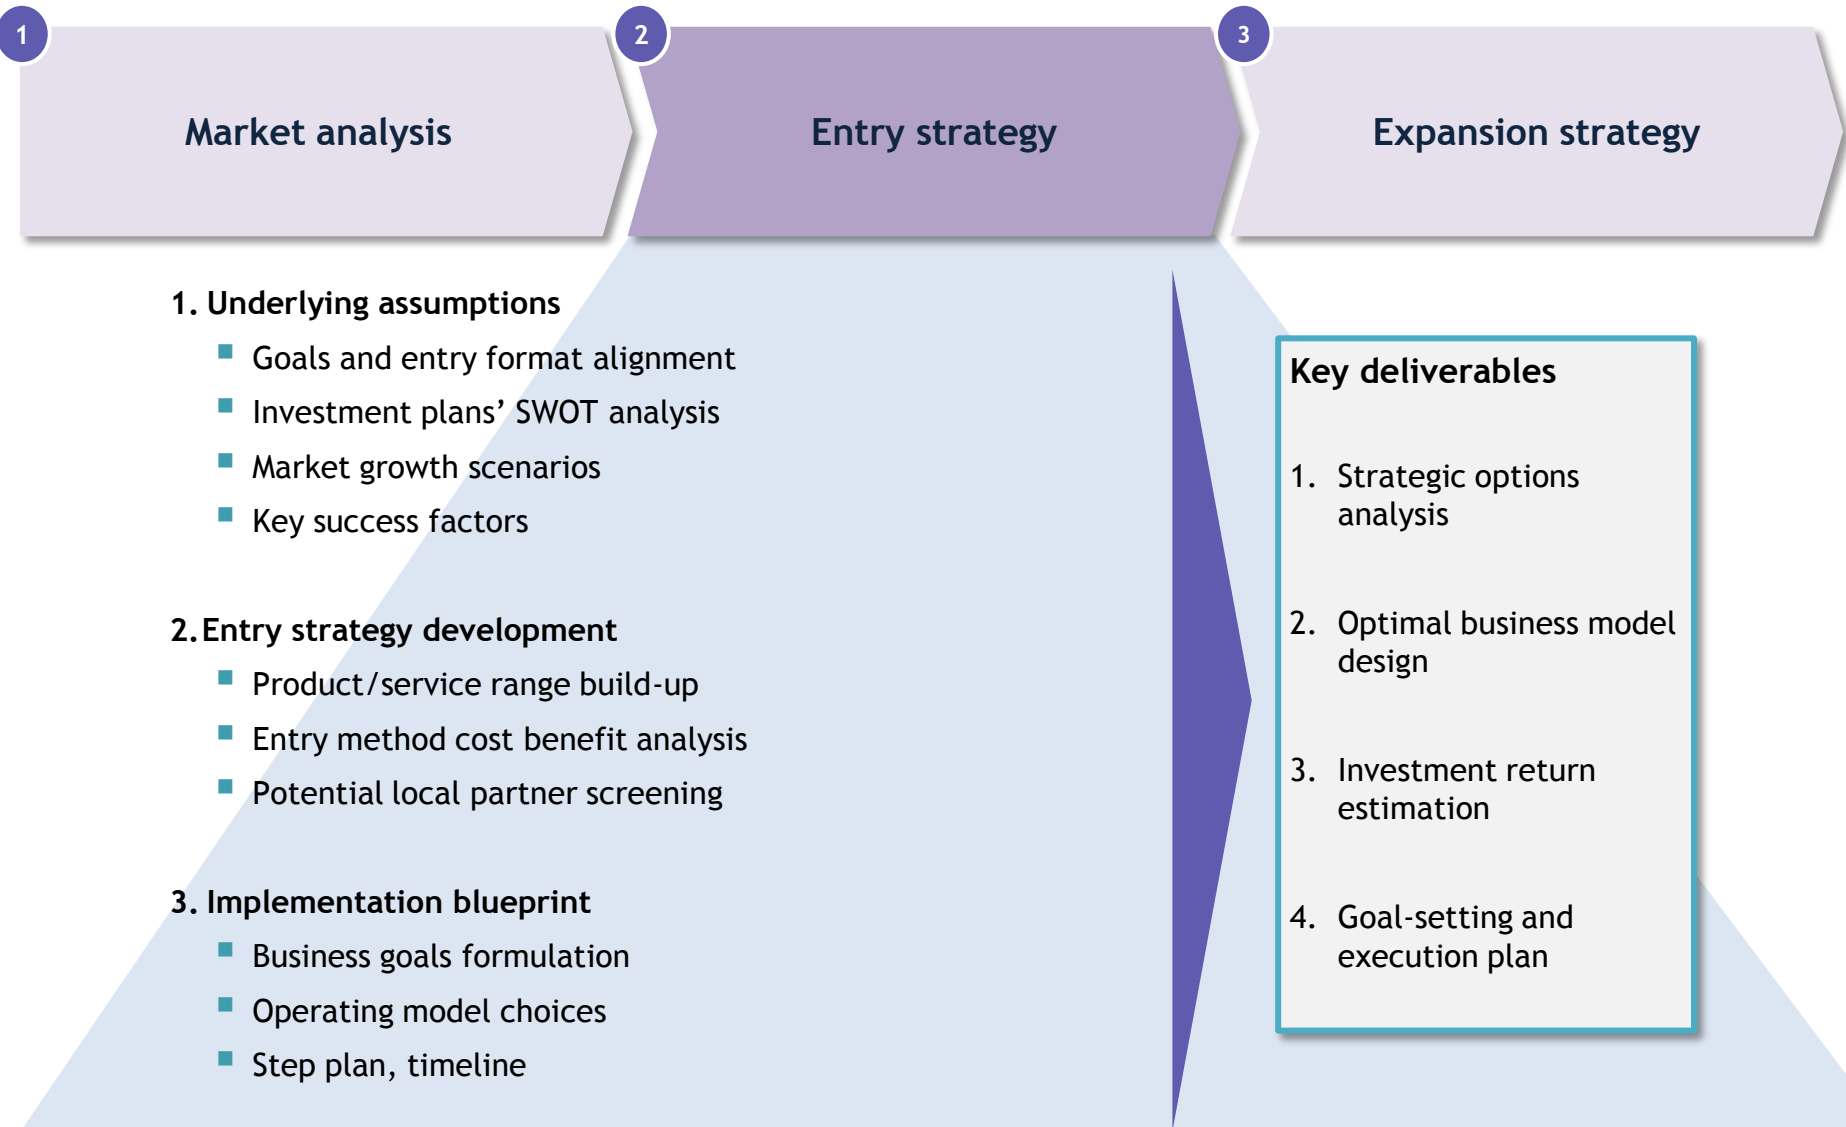 1
2
3
Market analysis
Entry strategy
Expansion strategy
1. Underlying assumptions
Goals and entry format alignment
Investment plans’ SWOT analysis
Market growth scenarios
Key success factors
2. Entry strategy development
Product/service range build-up
Entry method cost benefit analysis
Potential local partner screening
3. Implementation blueprint
Business goals formulation
Operating model choices
Step plan, timeline
Key deliverables
1. Strategic options
analysis
2. Optimal business model
design
3. Investment return
estimation
4. Goal-setting and
execution plan